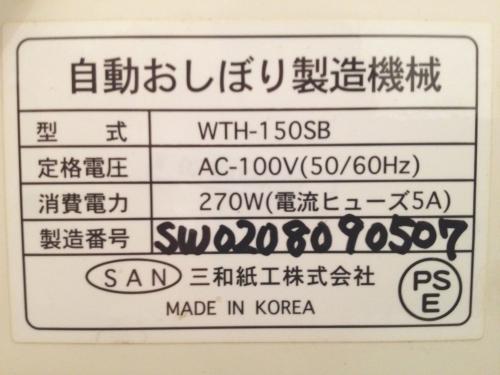 自動おしぼり製造機械
型 式 WTH-150SB
定格電圧 AC-100V(50/60Hz)
消費電力 270W(電流ヒューズ5A)
製造番号 SW0208090507
SAN 三和紙工株式会社
MADE IN KOREA
PS
E